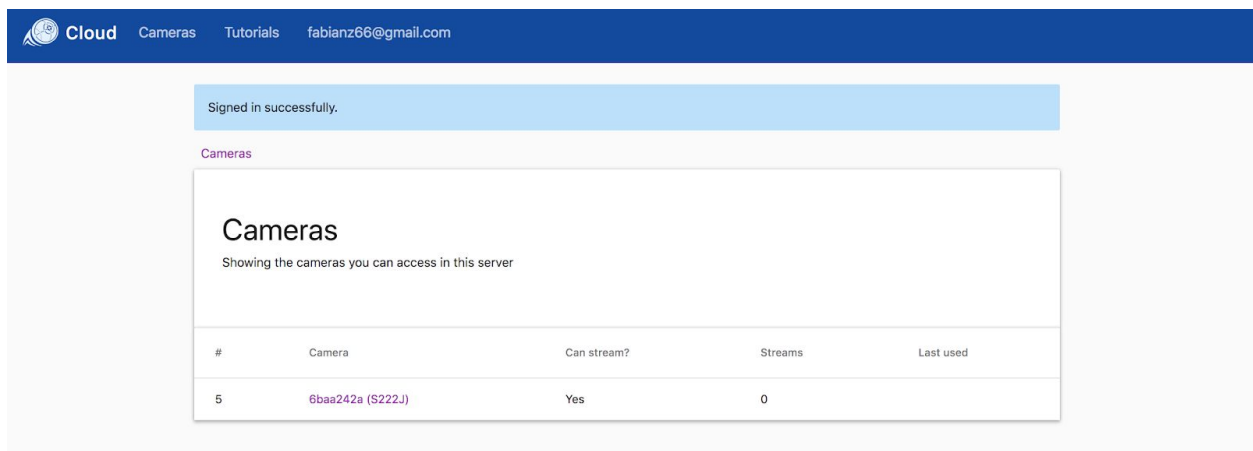 Cloud Cameras Tutorials fabianz66@gmail.com
Signed in successfully.
Cameras
Cameras
Showing the cameras you can access in this server
# Camera Can stream? Streams Last used
5 6baa242a (S222J) Yes 0